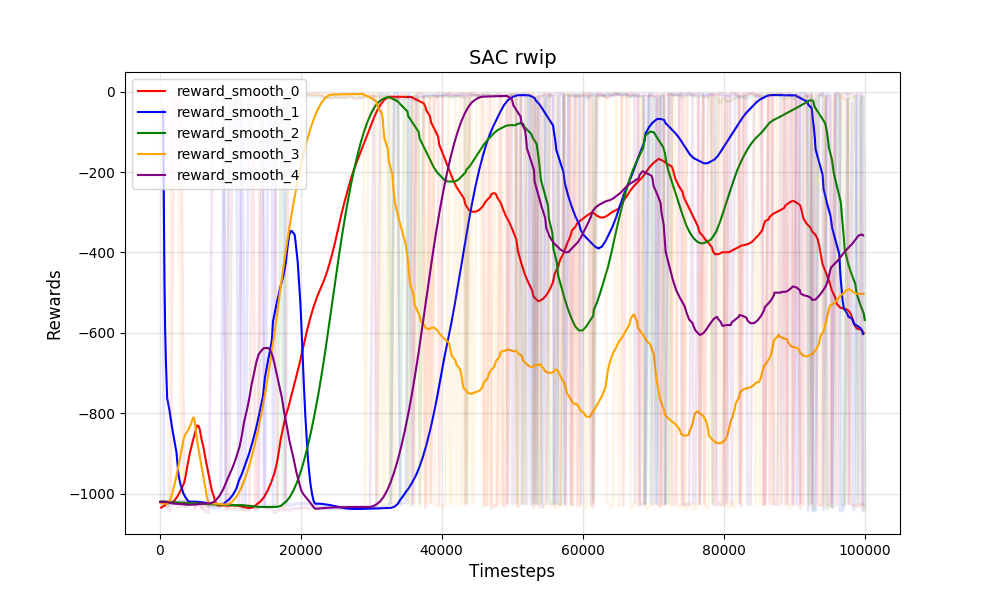 SAC rwip
Rewards
0
−200
−400
−600
−800
−1000
reward_smooth_0
reward_smooth_1
reward_smooth_2
reward_smooth_3
reward_smooth_4
0
20000
40000
60000
80000
100000
Timesteps